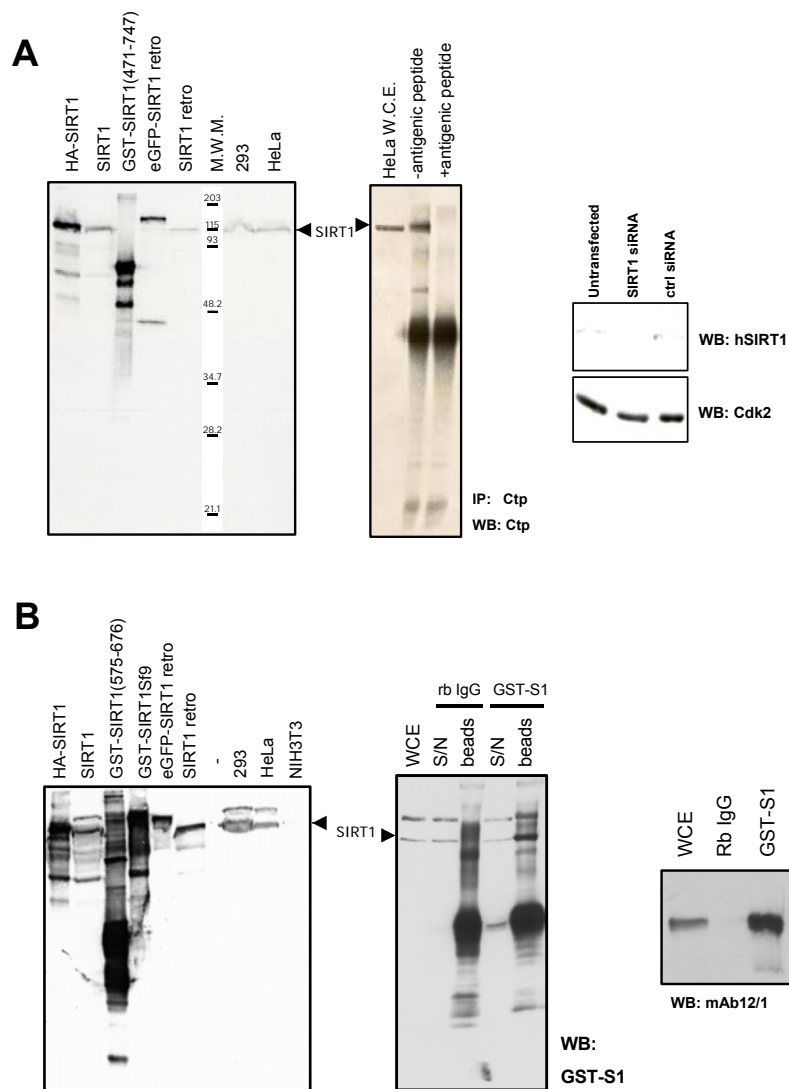 A
HA-SIRT1
SIRT1
GST-SIRT1(471-747)
eGFP-SIRT1 retro
SIRT1 retro
M.W.M.
293
HeLa
203
115
93
48.2
34.7
28.2
21.1
SIRT1
HeLa W.C.E.
-antigenic peptide
+antigenic peptide
IP: Ctp
WB: Ctp
Untransfected
SIRT1 siRNA
ctrl siRNA
WB: hSIRT1
WB: Cdk2
B
HA-SIRT1
SIRT1
GST-SIRT1(575-676)
GST-SIRT1Sf9
eGFP-SIRT1 retro
SIRT1 retro
-
293
HeLa
NIH3T3
SIRT1
rb IgG
GST-S1
WCE
S/N
beads
S/N
beads
WB:
GST-S1
WCE
Rb IgG
GST-S1
WB: mAb12/1